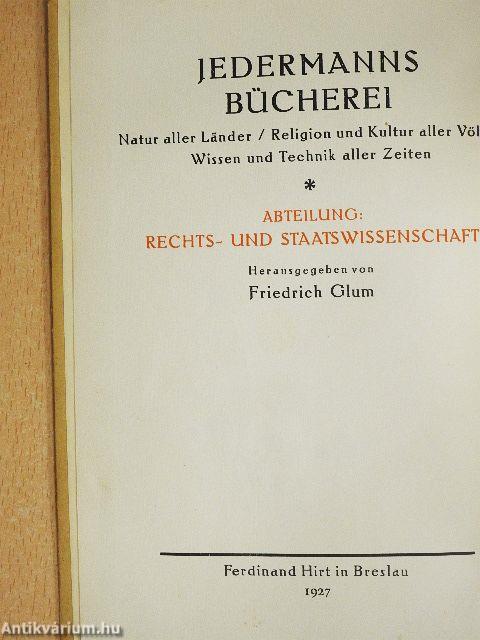 JEDERMANNS
BÜCHEREI
Natur aller Länder / Religion und Kultur aller Völ
Wissen und Technik aller Zeiten
*
ABTEILUNG:
RECHTS- UND STAATSWISSENSCHAFT
Herausgegeben von
Friedrich Glum
Ferdinand Hirt in Breslau
1927
Antikvárium.hu